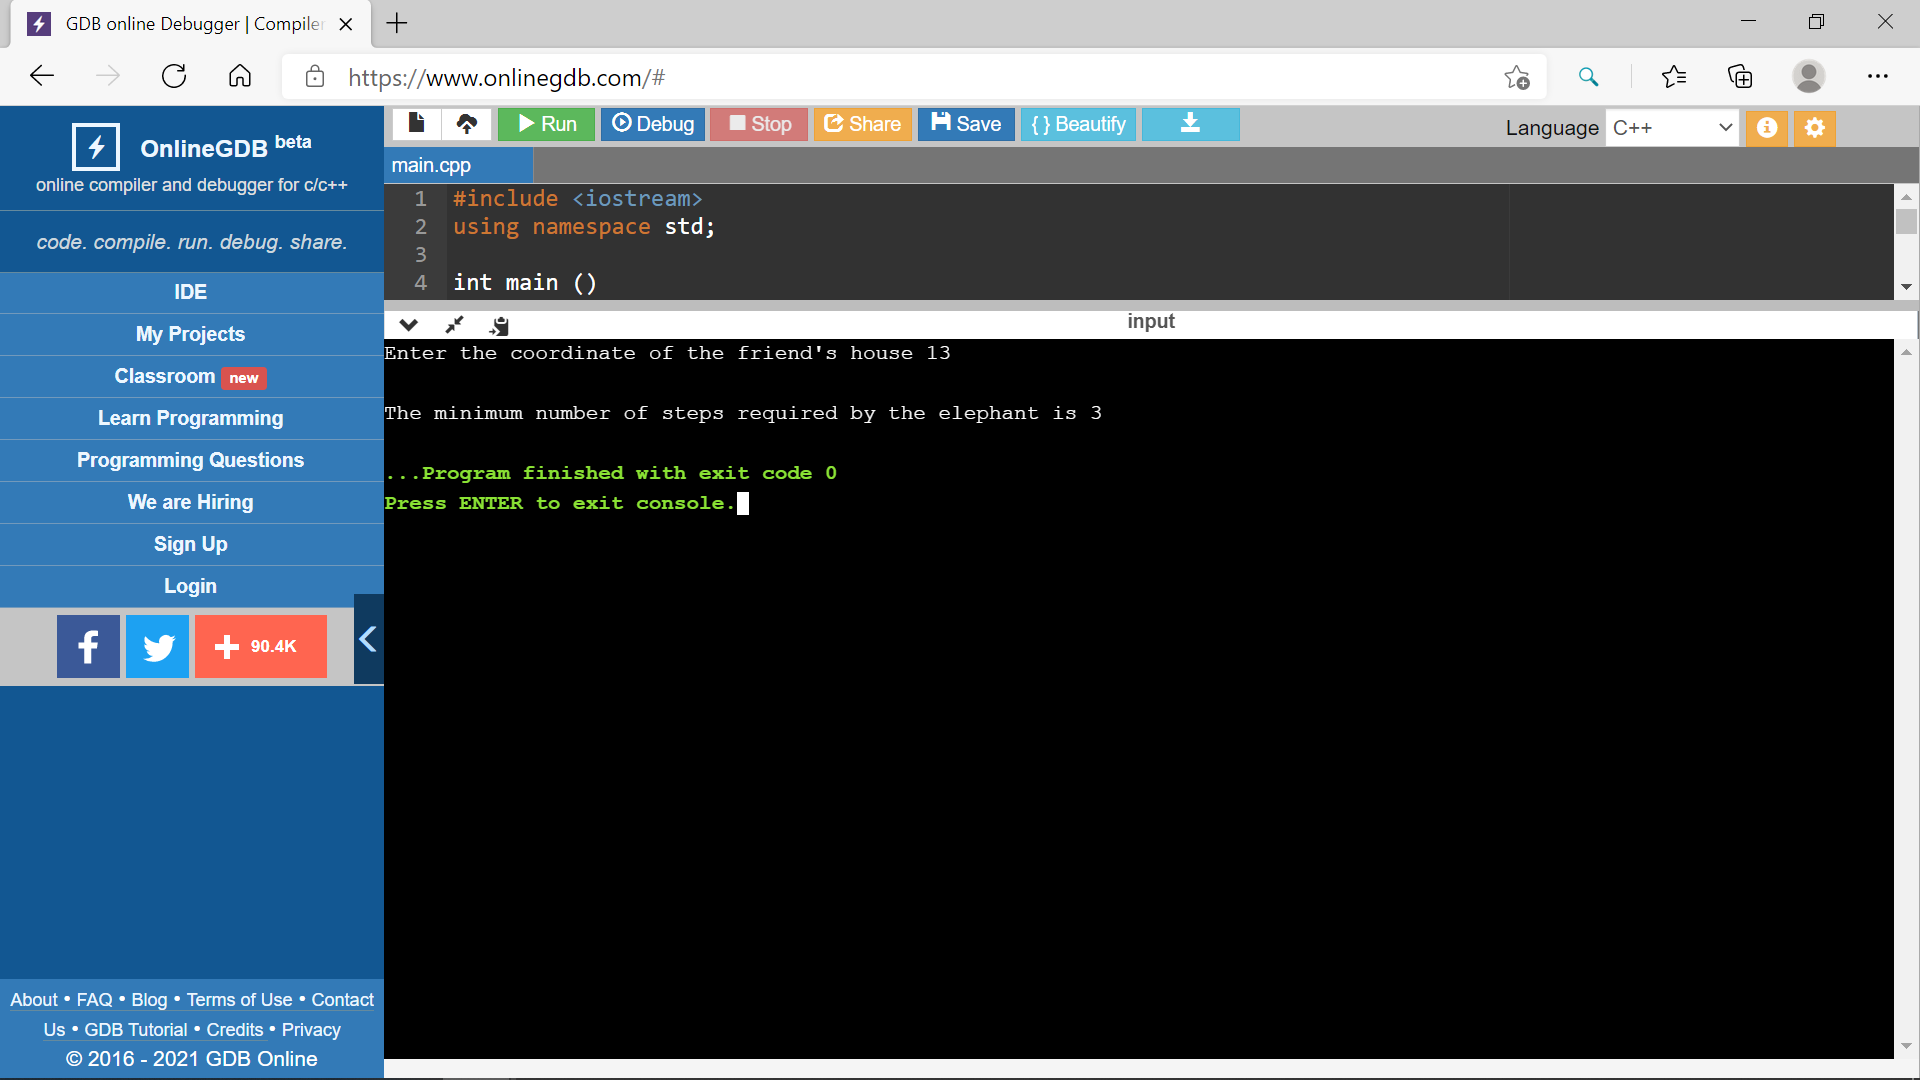 GDB online Debugger | Compiler
https://www.onlinegdb.com/#
OnlineGDB beta
online compiler and debugger for c/c++
code. compile. run. debug. share.
IDE
My Projects
Classroom new
Learn Programming
Programming Questions
We are Hiring
Sign Up
Login
f
90.4K
About • FAQ • Blog • Terms of Use • Contact
Us • GDB Tutorial • Credits • Privacy
© 2016 - 2021 GDB Online
Run Debug Stop Share Save { } Beautify
Language C++
main.cpp
1 #include <iostream>
2 using namespace std;
3
4 int main ()
input
Enter the coordinate of the friend's house 13
The minimum number of steps required by the elephant is 3
...Program finished with exit code 0
Press ENTER to exit console.